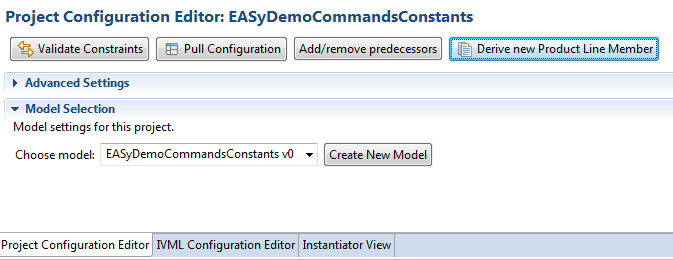 Project Configuration Editor: EASyDemoCommandsConstants
Validate Constraints Pull Configuration Add/remove predecessors Derive new Product Line Member
Advanced Settings
Model Selection
Model settings for this project.
Choose model: EASyDemoCommandsConstants v0 Create New Model
Project Configuration Editor IVML Configuration Editor Instantiator View